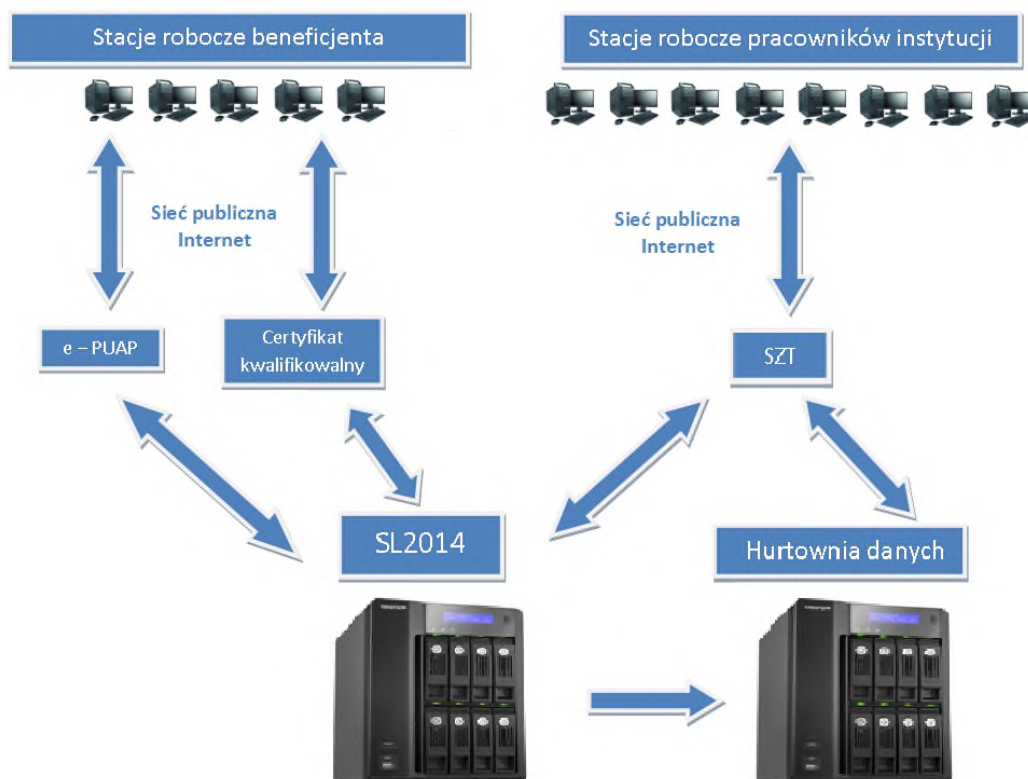 Stacje robocze beneficjenta
Stacje robocze pracowników instytucji
Sieć publiczna
Internet
Sieć publiczna
Internet
e – PUAP
Certyfikat
kwalifikowalny
SZT
SL2014
Hurtownia danych